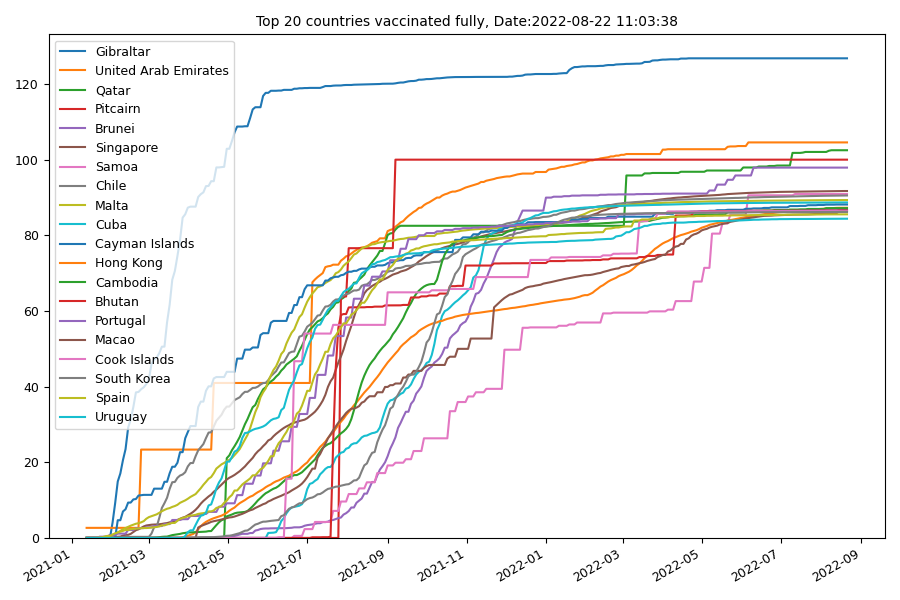 Top 20 countries vaccinated fully, Date:2022-08-22 11:03:38
Gibraltar
United Arab Emirates
Qatar
Pitcairn
Brunei
Singapore
Samoa
Chile
Malta
Cuba
Cayman Islands
Hong Kong
Cambodia
Bhutan
Portugal
Macao
Cook Islands
South Korea
Spain
Uruguay
120
100
80
60
40
20
0
2021-01
2021-03
2021-05
2021-07
2021-09
2021-11
2022-01
2022-03
2022-05
2022-07
2022-09